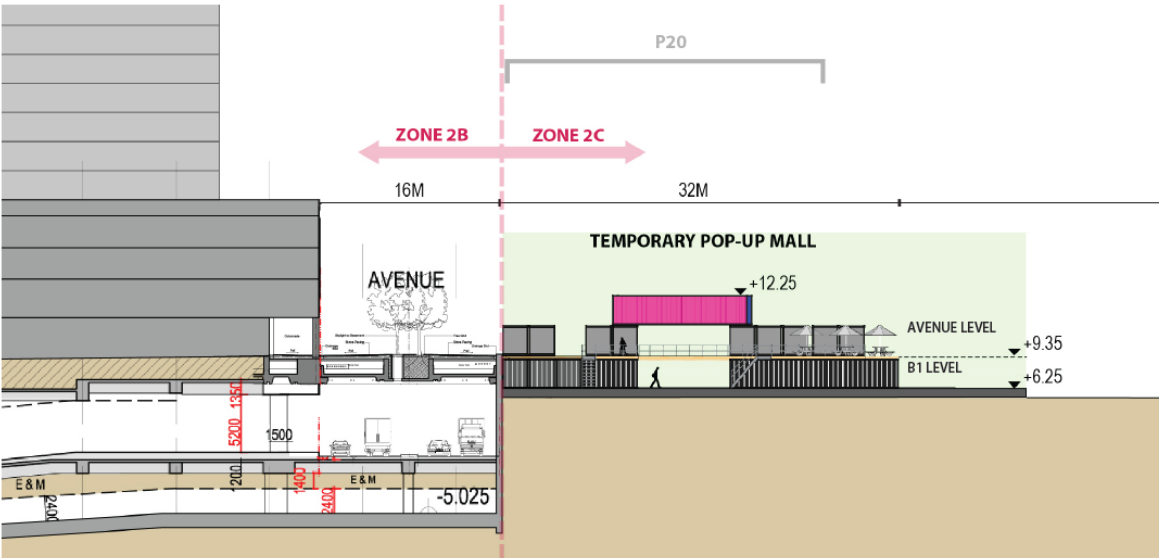 P20
ZONE 2B
ZONE 2C
16M
32M
TEMPORARY POP-UP MALL
AVENUE
+12.25
AVENUE LEVEL
+9.35
B1 LEVEL
+6.25
1350
5200
1500
1200
1400
E & M
E & M
2400
2400
-5.025